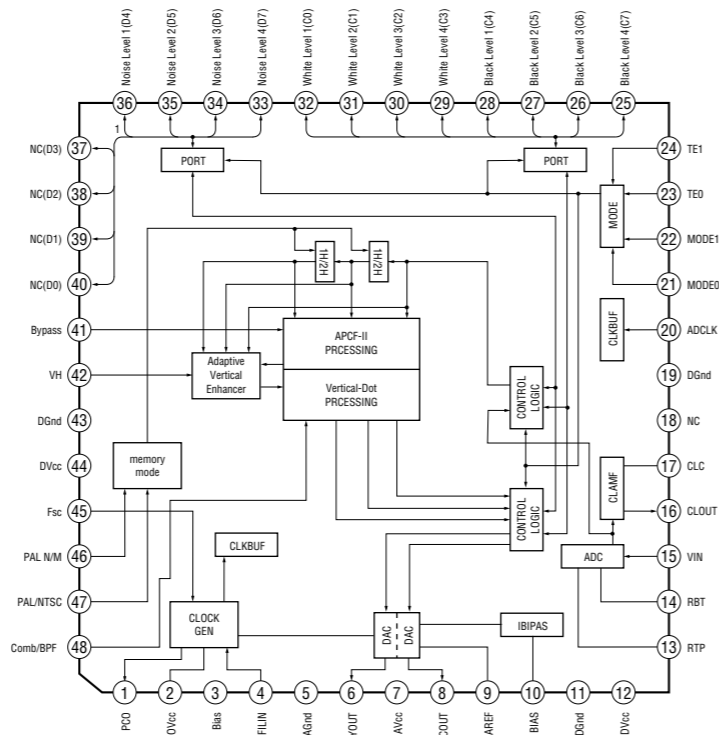 Noise Level 1(D4)
Noise Level 2(D5)
Noise Level 3(D6)
Noise Level 4(D7)
White Level 1(C0)
White Level 2(C1)
White Level 3(C2)
White Level 4(C3)
Black Level 1(C4)
Black Level 2(C5)
Black Level 3(C6)
Black Level 4(C7)
36
35
34
33
32
31
30
29
28
27
26
25
1
NC(D3)
37
PORT
PORT
24
TE1
NC(D2)
38
MODE
23
TE0
NC(D1)
39
22
MODE1
1H/2H
1H/2H
NC(D0)
40
21
MODE0
Bypass
41
APCF-II
PRCESSING
CLKBUF
20
ADCLK
VH
42
Adaptive
Vertical
Enhancer
Vertical-Dot
PRCESSING
CONTROL
LOGIC
19
DGnd
DGnd
43
18
NC
DVcc
44
memory
mode
17
CLC
Fsc
45
CONTROL
LOGIC
CLAMF
16
CLOUT
PAL N/M
46
CLKBUF
ADC
15
VIN
PAL/NTSC
47
CLOCK
GEN
14
RBT
Comb/BPF
48
DAC
DAC
IBIPAS
13
RTP
1
2
3
4
5
6
7
8
9
10
11
12
PCO
OVcc
Bias
FILIN
AGnd
YOUT
AVcc
COUT
AREF
BIAS
DGnd
DVcc